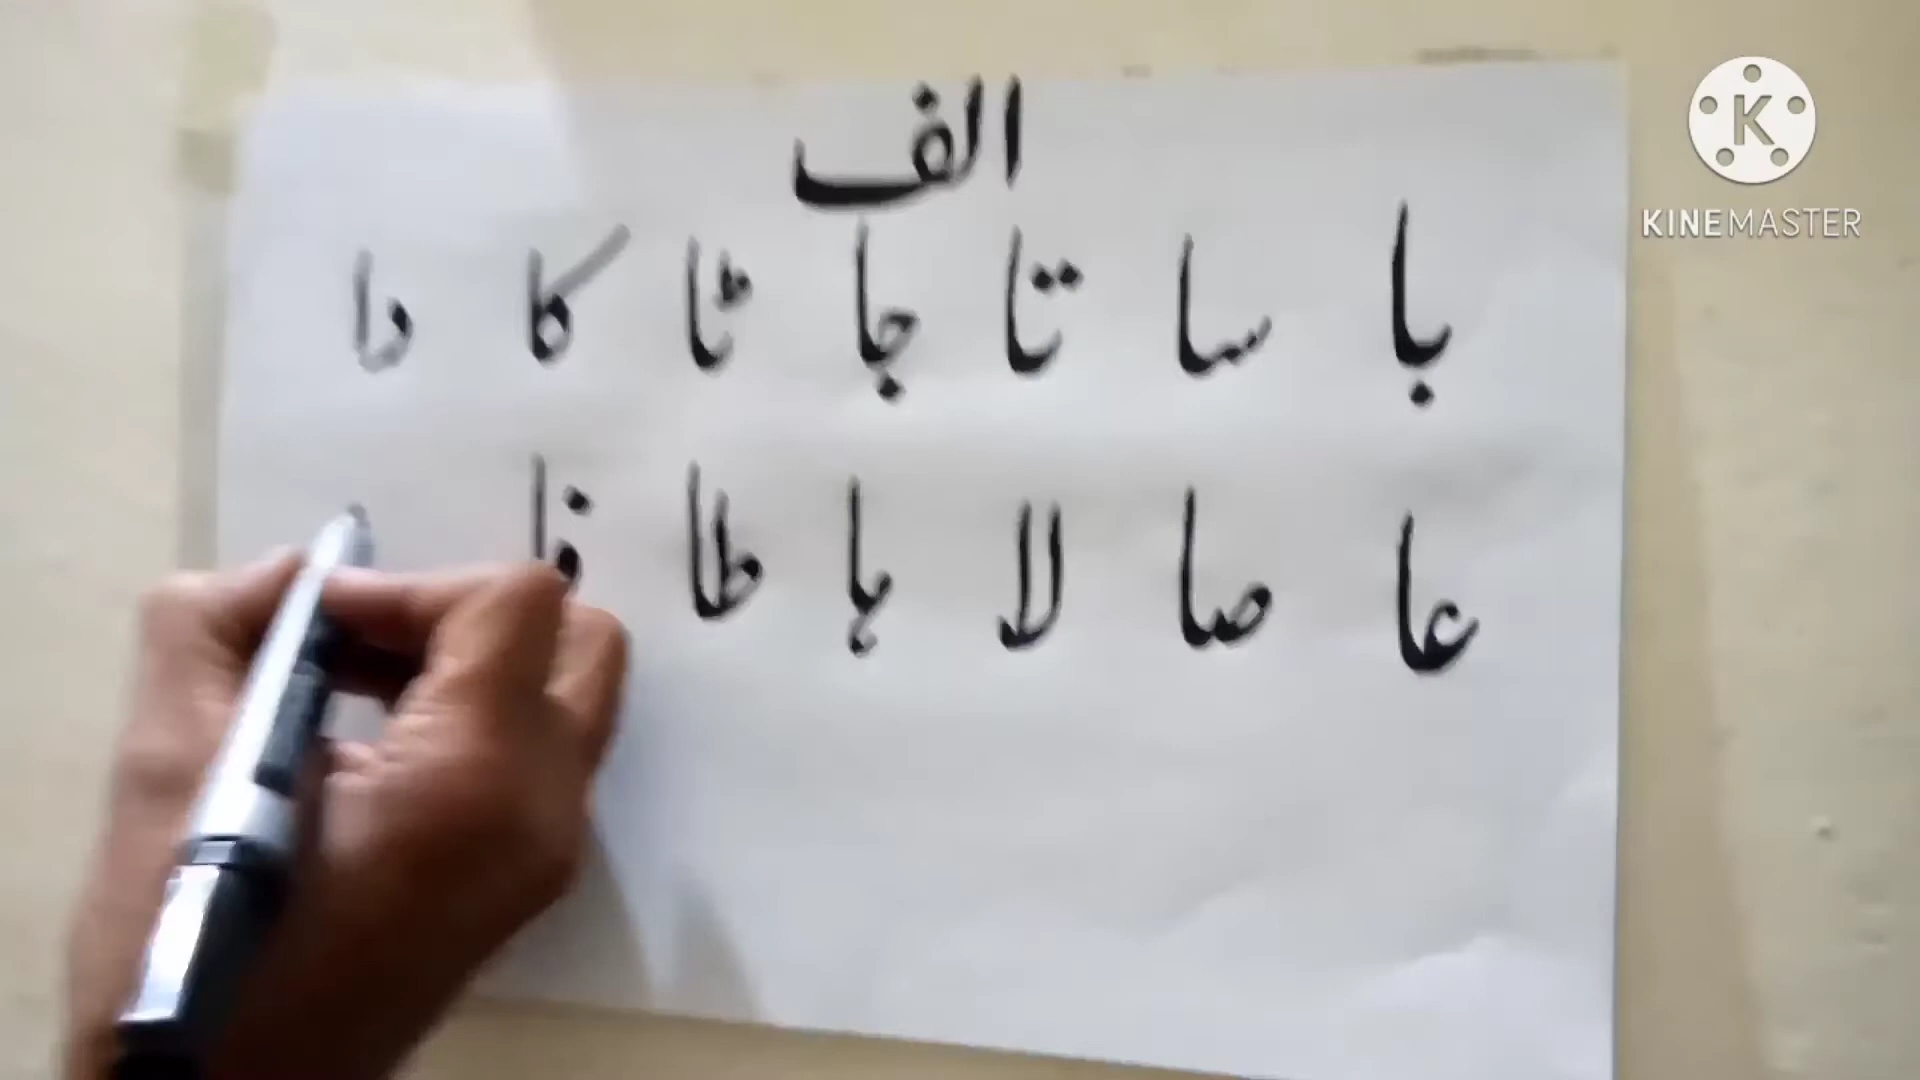 الف
با سا تا جا ٹا کا دا
عا صا لا ہا طا فا
KINEMASTER